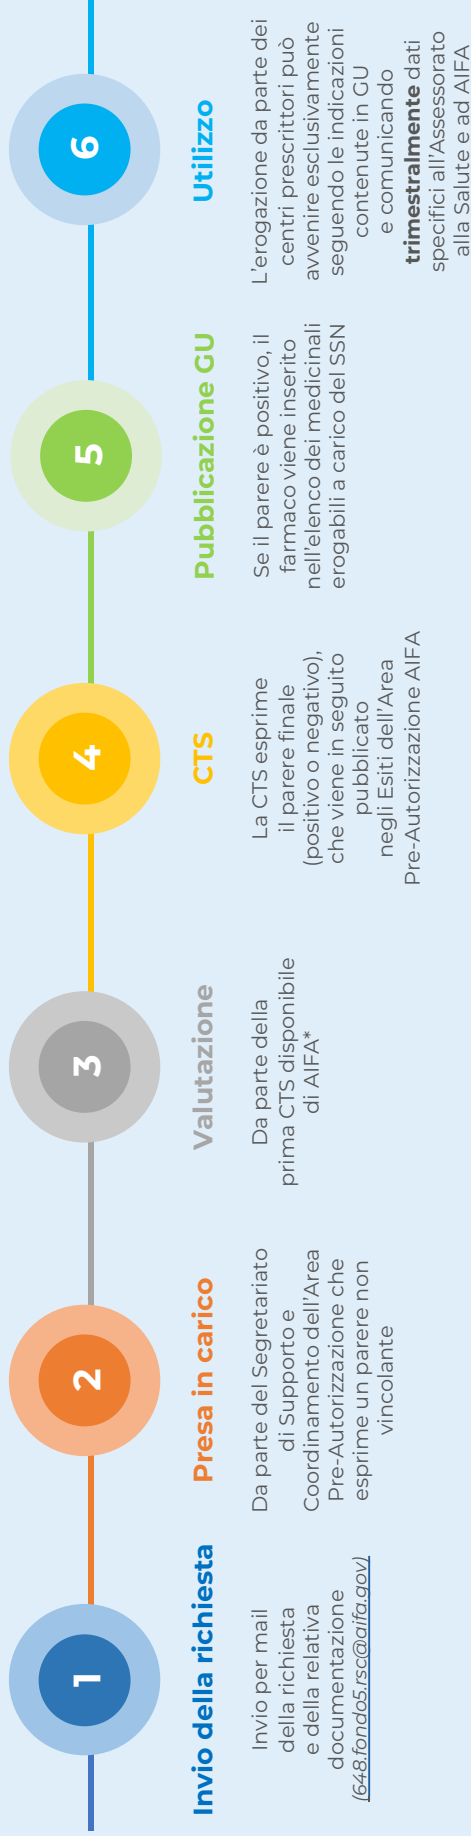 1
Invio della richiesta
Invio per mail
della richiesta
e della relativa
documentazione
(648.fondo5.rsc@aifa.gov)
2
Presa in carico
Da parte del Segretariato
di Supporto e
Coordinamento dell'Area
Pre-Autorizzazione che
esprime un parere non
vincolante
3
Valutazione
Da parte della
prima CTS disponibile
di AIFA*
4
CTS
La CTS esprime
il parere finale
(positivo o negativo),
che viene in seguito
pubblicato
negli Esiti dell'Area
Pre-Autorizzazione AIFA
5
Pubblicazione GU
Se il parere è positivo, il
farmaco viene inserito
nell'elenco dei medicinali
erogabili a carico del SSN
6
Utilizzo
L'erogazione da parte dei
centri prescrittori può
avvenire esclusivamente
seguendo le indicazioni
contenute in GU
e comunicando
trimestralmente dati
specifici all'Assessorato
alla Salute e ad AIFA